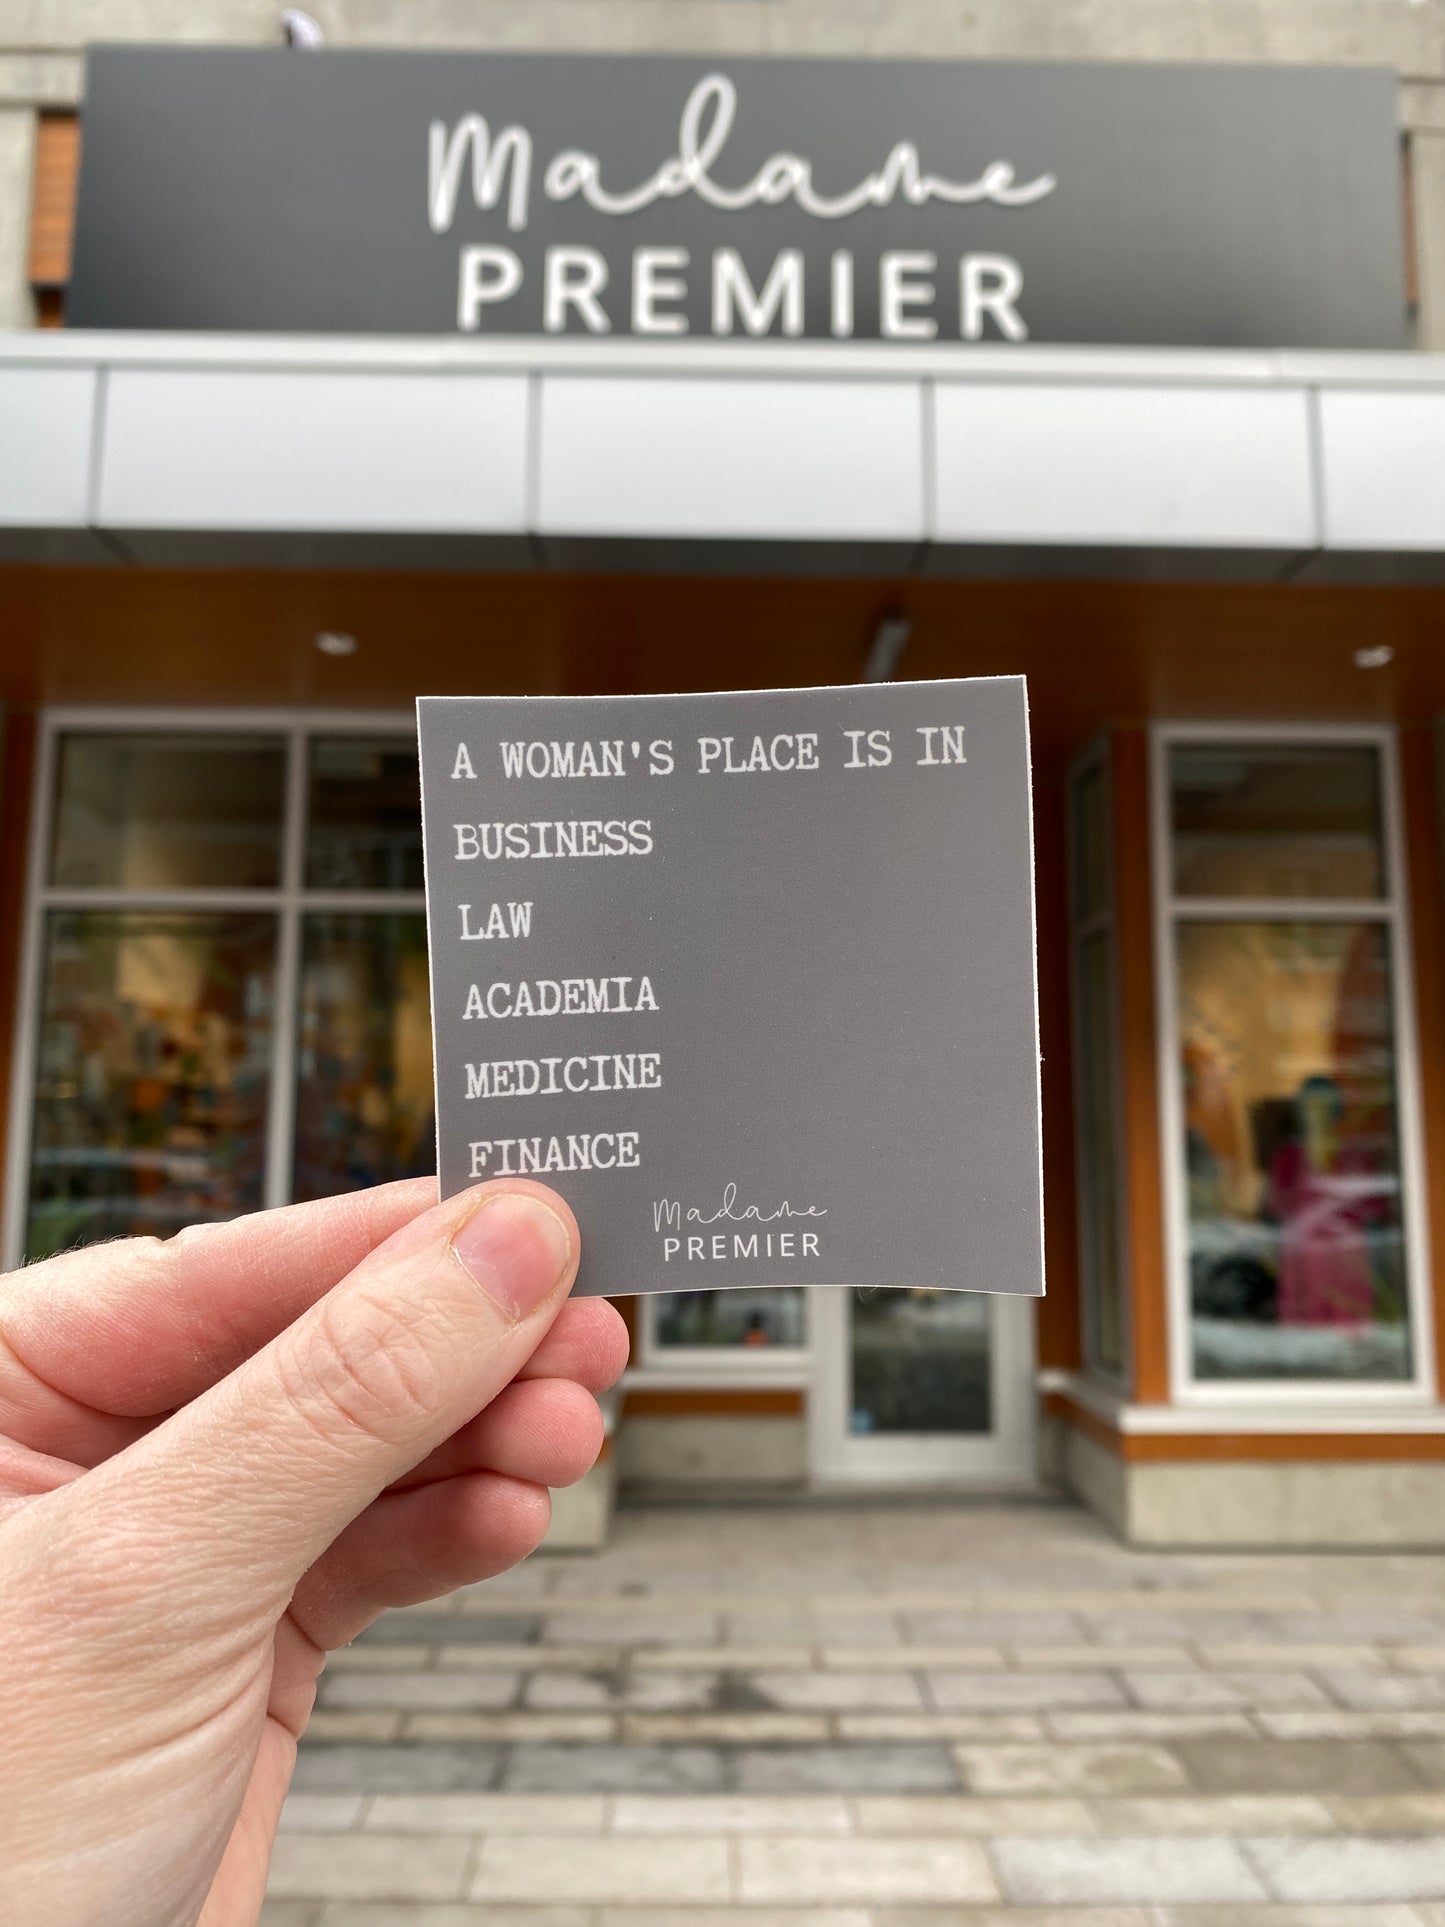 Madame
PREMIER
A WOMAN'S PLACE IS IN
BUSINESS
LAW
ACADEMIA
MEDICINE
FINANCE
Madame
PREMIER